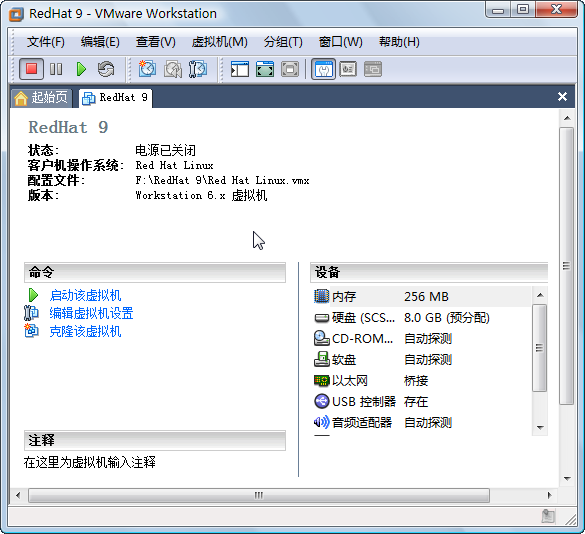 RedHat 9 - VMware Workstation
文件(F) 编辑(E) 查看(V) 虚拟机(M) 分组(T) 窗口(W) 帮助(H)
起始页 RedHat 9
RedHat 9
状态: 电源已关闭
客户机操作系统: Red Hat Linux
配置文件: F:\RedHat 9\Red Hat Linux.vmx
版本: Workstation 6.x 虚拟机
命令
启动该虚拟机
编辑虚拟机设置
克隆该虚拟机
注释
在这里为虚拟机输入注释
设备
内存 256 MB
硬盘 (SCS... 8.0 GB (预分配)
CD-ROM... 自动探测
软盘 自动探测
以太网 桥接
USB 控制器 存在
音频适配器 自动探测